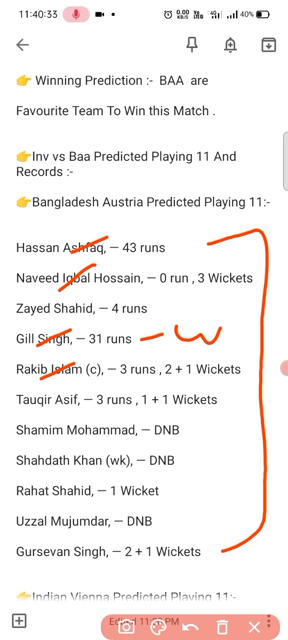 11:40:33
0.00
KB/S
4G
40%
👉 Winning Prediction :- BAA are
Favourite Team To Win this Match .
👉Inv vs Baa Predicted Playing 11 And
Records :-
👉Bangladesh Austria Predicted Playing 11:-
Hassan Ashfaq, – 43 runs
Naveed Iqbal Hossain, – 0 run , 3 Wickets
Zayed Shahid, – 4 runs
Gill Singh, – 31 runs
Rakib Islam (c), – 3 runs , 2 + 1 Wickets
Tauqir Asif, – 3 runs , 1 + 1 Wickets
Shamim Mohammad, – DNB
Shahdath Khan (wk), – DNB
Rahat Shahid, – 1 Wicket
Uzzal Mujumdar, – DNB
Gursevan Singh, – 2 + 1 Wickets
👉Indian Vienna Predicted Playing 11:-